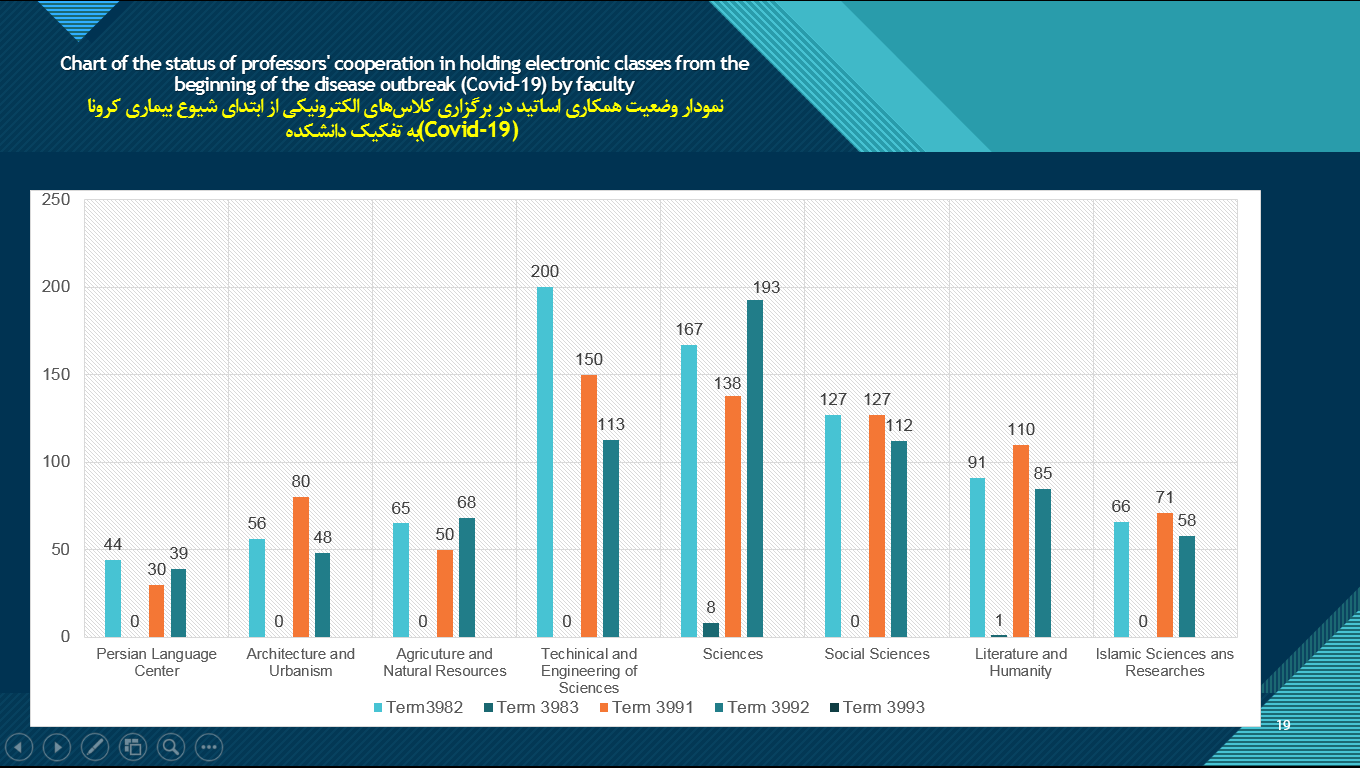 Chart of the status of professors' cooperation in holding electronic classes from the
beginning of the disease outbreak (Covid-19) by faculty
نمودار وضعیت همکاری اساتید در برگزاری کلاس‌های الکترونیکی از ابتدای شیوع بیماری کرونا
(Covid-19)به تفکیک دانشکده
250
200
150
100
50
0
44
0
30
39
56
0
80
48
65
0
50
68
200
0
150
113
167
8
138
193
127
0
127
112
91
1
110
85
66
0
71
58
Persian Language
Center
Architecture and
Urbanism
Agricuture and
Natural Resources
Techinical and
Engineering of
Sciences
Sciences
Social Sciences
Literature and
Humanity
Islamic Sciences ans
Researches
Term3982
Term 3983
Term 3991
Term 3992
Term 3993
19